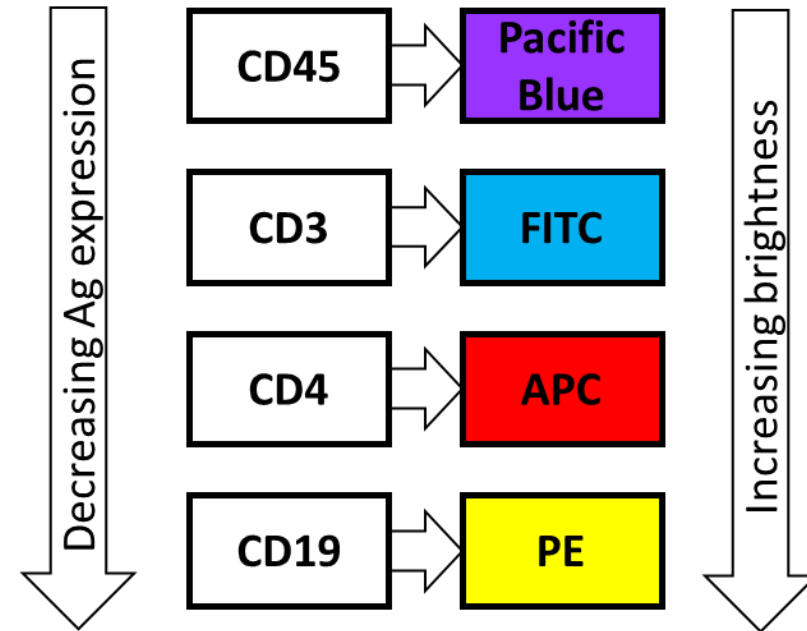 Decreasing Ag expression
CD45
Pacific
Blue
CD3
FITC
CD4
APC
CD19
PE
Increasing brightness